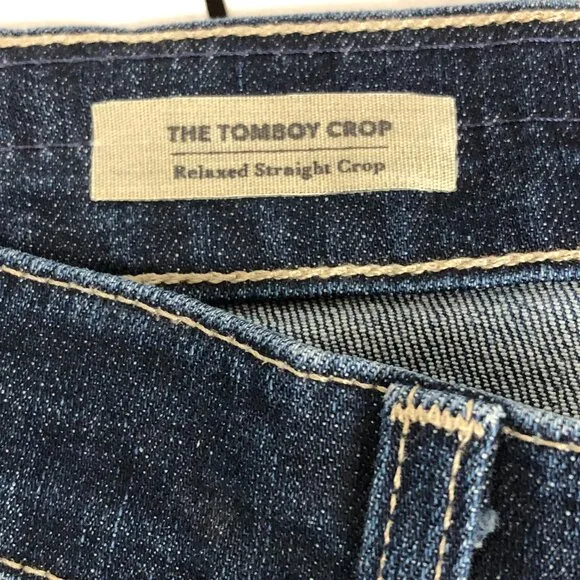 THE TOMBOY CROP
Relaxed Straight Crop